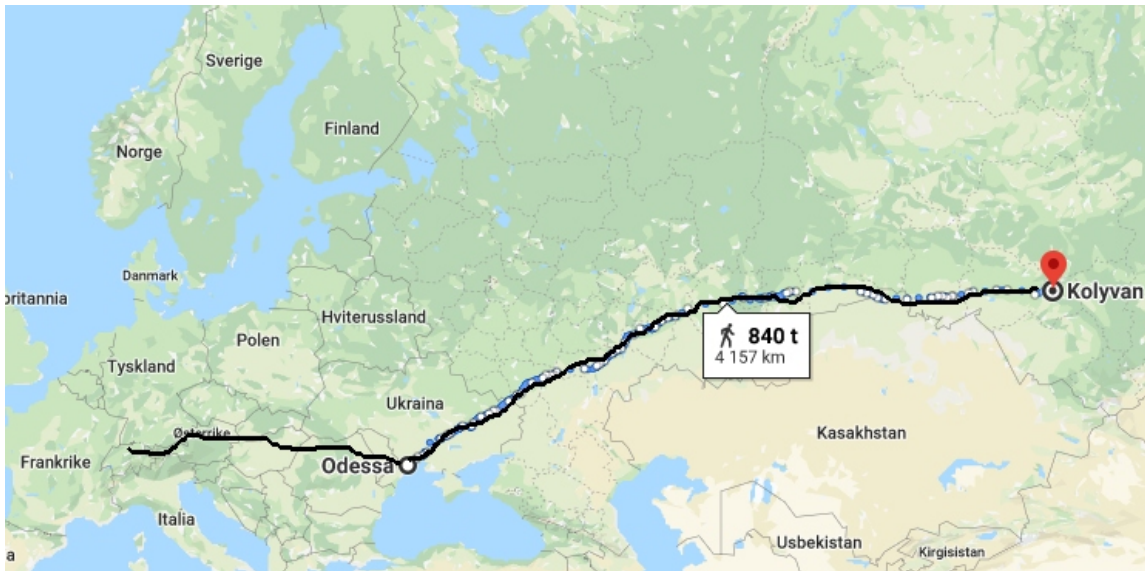 Sverige
Finland
Norge
Danmark
oritannia
Hviterussland
Polen
Tyskland
Ukraina
Østerrike
Frankrike
Odessa
Italia
a
840 t
4 157 km
Kolyvan
Kasakhstan
Usbekistan
Kirgisistan